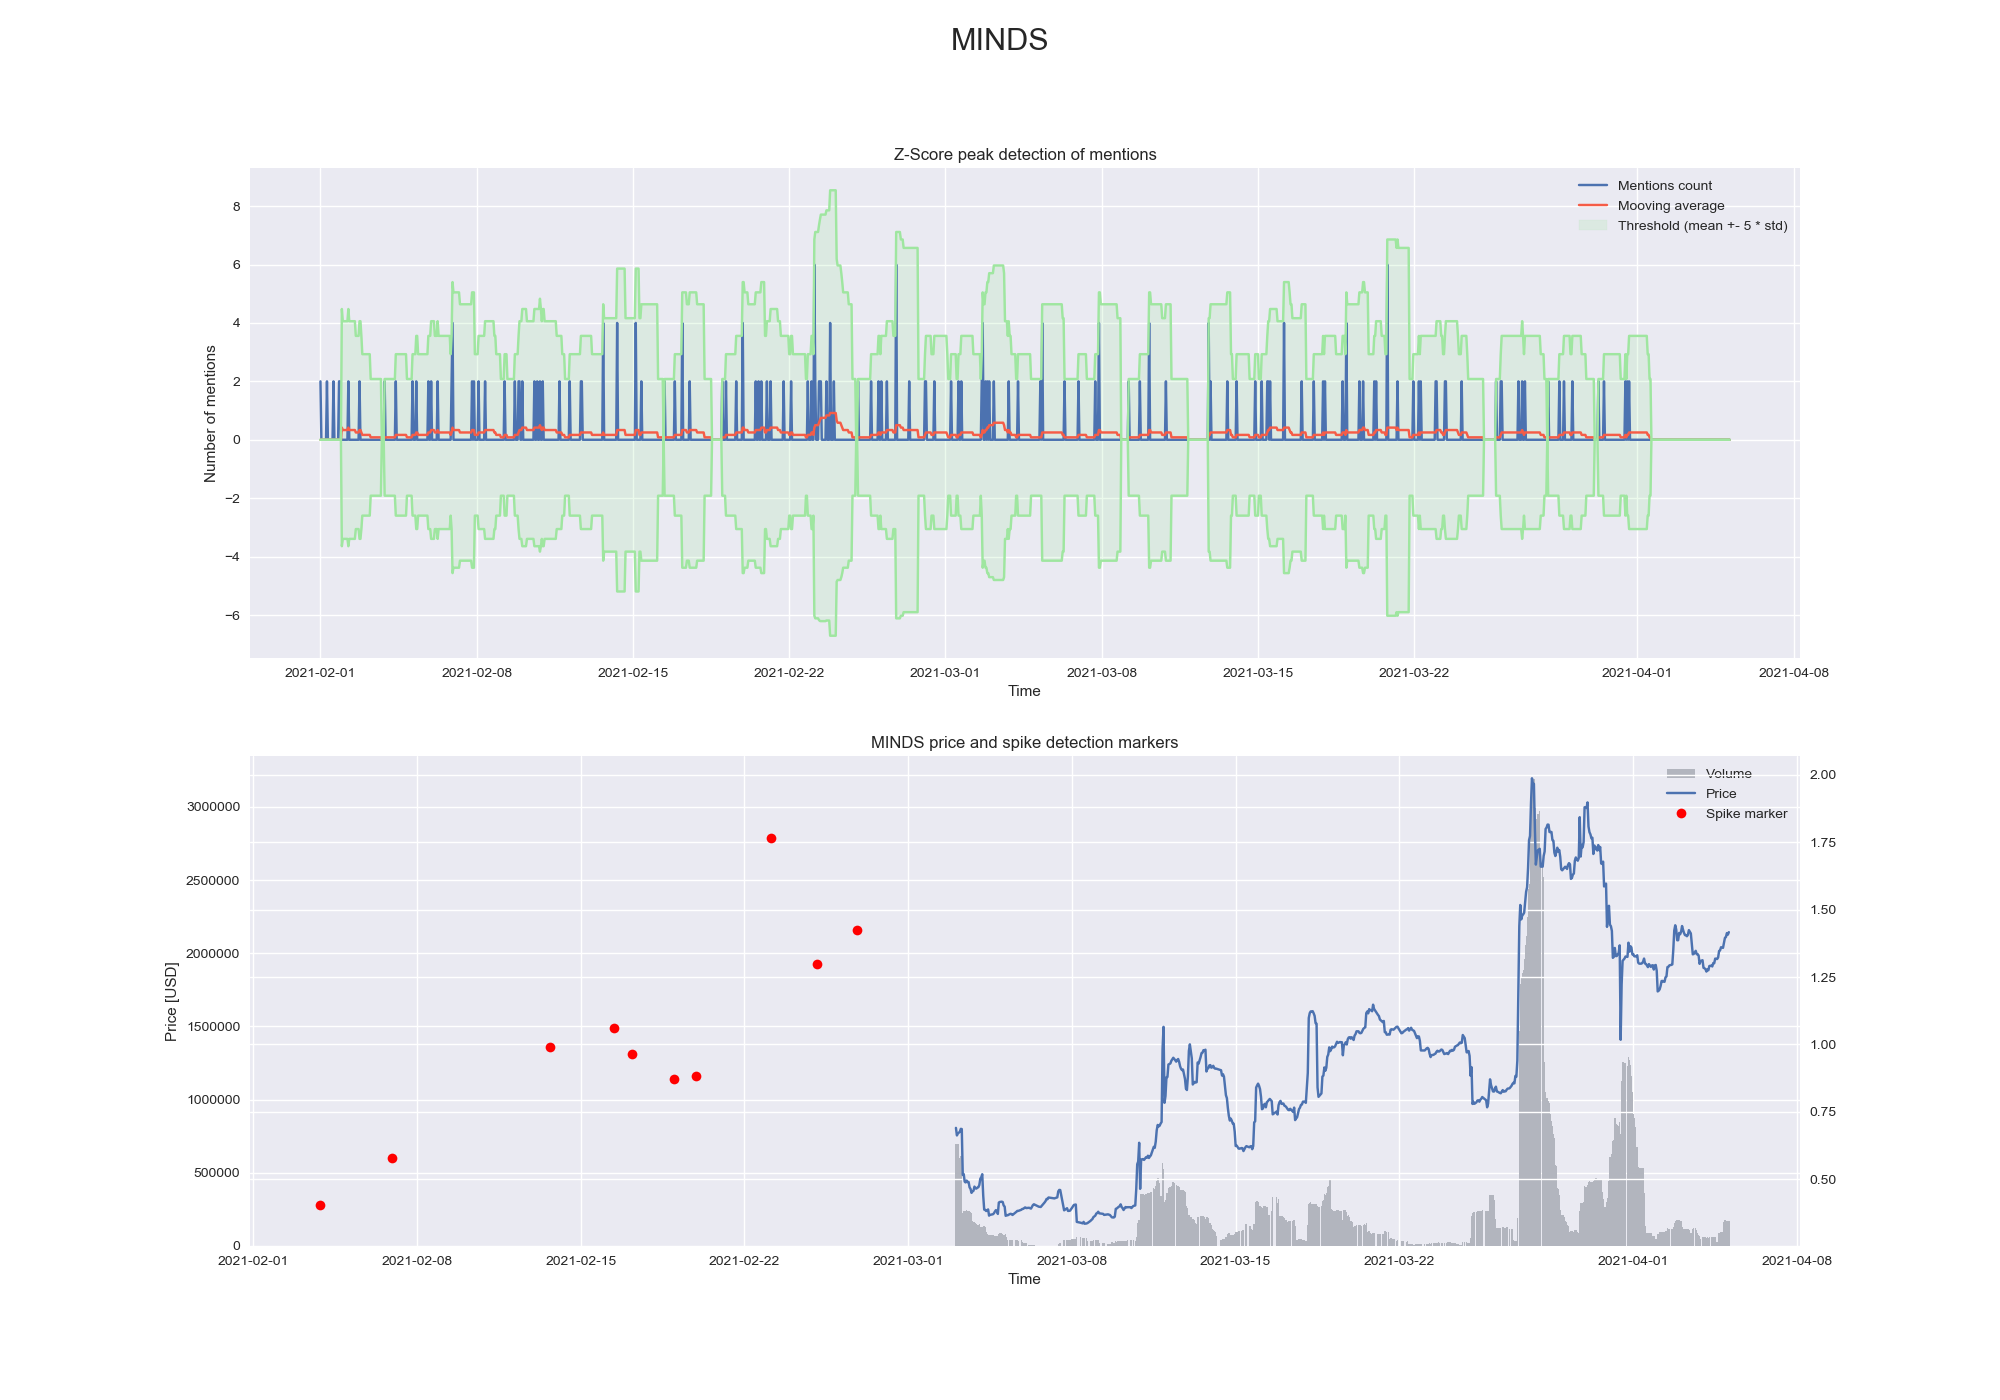 MINDS
Z-Score peak detection of mentions
Mentions count
Mooving average
Threshold (mean +- 5 * std)
Number of mentions
8
6
4
2
0
−2
−4
−6
2021-02-01 2021-02-08 2021-02-15 2021-02-22 2021-03-01 2021-03-08 2021-03-15 2021-03-22 2021-04-01 2021-04-08
Time
MINDS price and spike detection markers
Volume
Price
Spike marker
Price [USD]
3000000
2500000
2000000
1500000
1000000
500000
0
2.00
1.75
1.50
1.25
1.00
0.75
0.50
2021-02-01 2021-02-08 2021-02-15 2021-02-22 2021-03-01 2021-03-08 2021-03-15 2021-03-22 2021-04-01 2021-04-08
Time